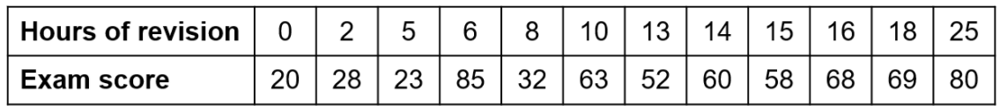 Hours of revision 0 2 5 6 8 10 13 14 15 16 18 25
Exam score 20 28 23 85 32 63 52 60 58 68 69 80